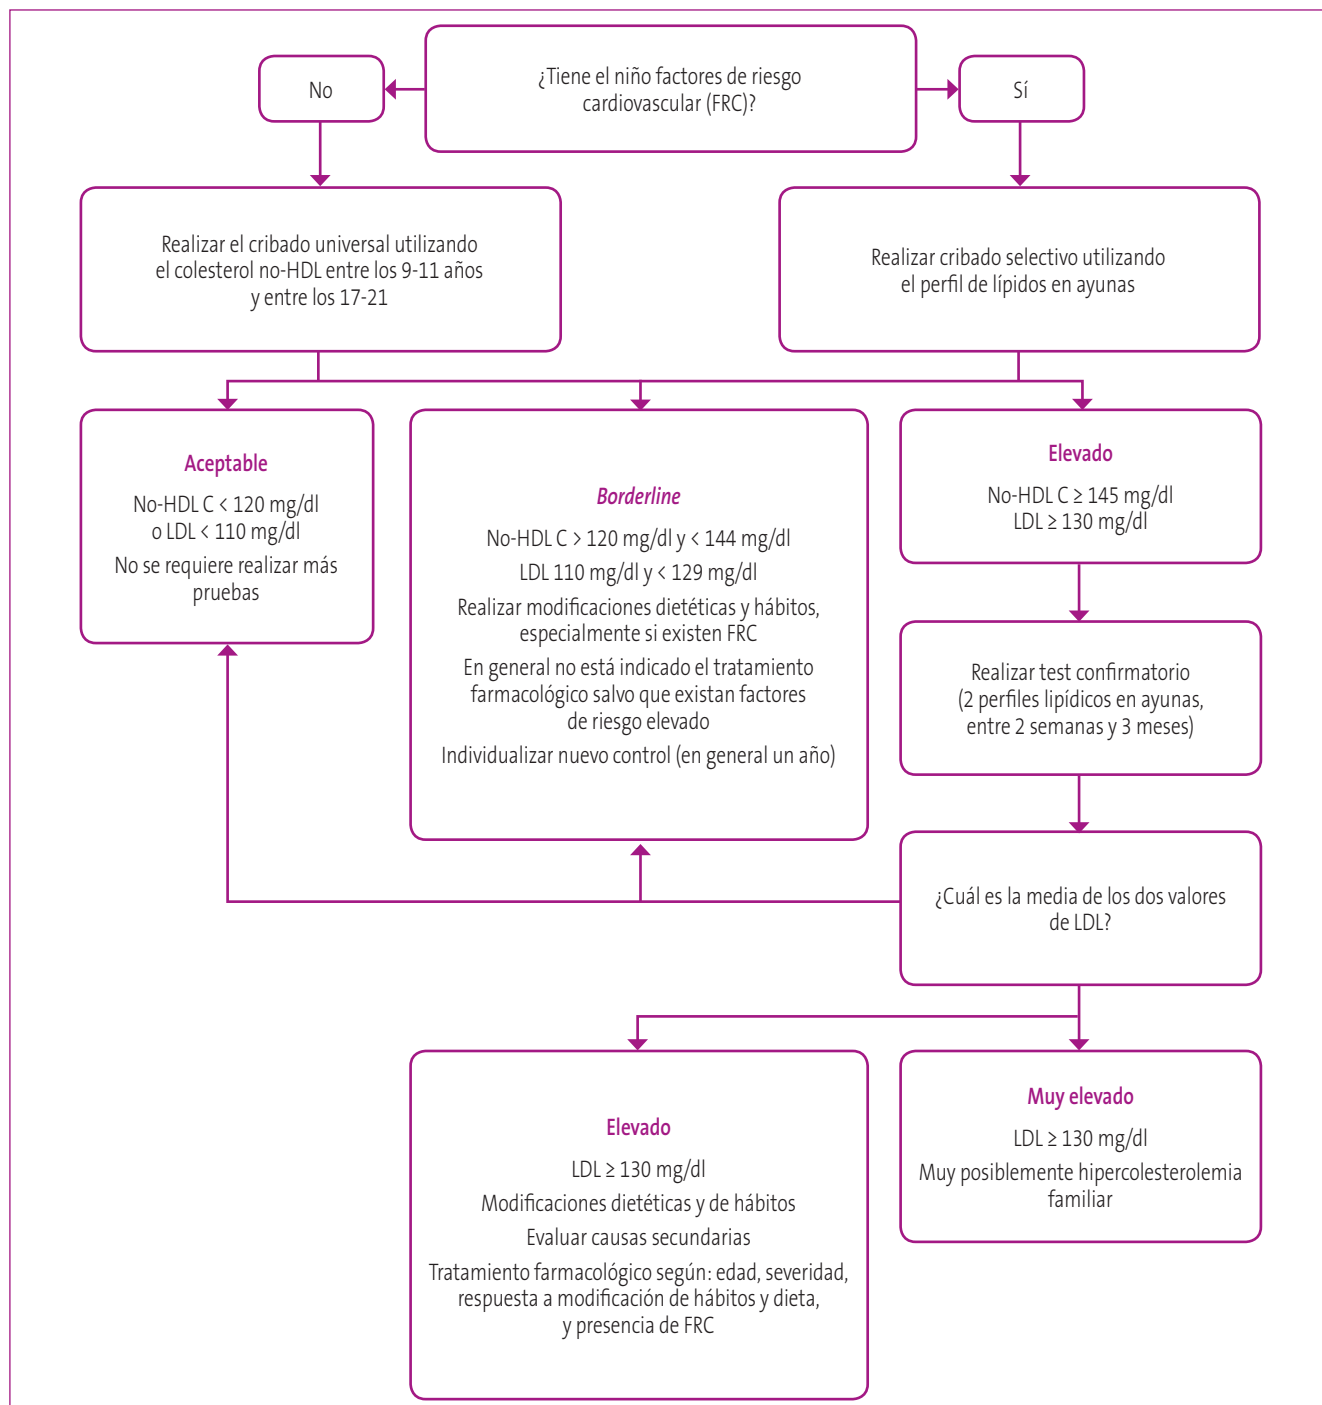 ¿Tiene el niño factores de riesgo
cardiovascular (FRC)?
No
Sí
Realizar el cribado universal utilizando
el colesterol no-HDL entre los 9-11 años
y entre los 17-21
Realizar cribado selectivo utilizando
el perfil de lípidos en ayunas
Aceptable
No-HDL C < 120 mg/dl
o LDL < 110 mg/dl
No se requiere realizar más
pruebas
Borderline
No-HDL C > 120 mg/dl y < 144 mg/dl
LDL 110 mg/dl y < 129 mg/dl
Realizar modificaciones dietéticas y hábitos,
especialmente si existen FRC
En general no está indicado el tratamiento
farmacológico salvo que existan factores
de riesgo elevado
Individualizar nuevo control (en general un año)
Elevado
No-HDL C ≥ 145 mg/dl
LDL ≥ 130 mg/dl
Realizar test confirmatorio
(2 perfiles lipídicos en ayunas,
entre 2 semanas y 3 meses)
¿Cuál es la media de los dos valores
de LDL?
Elevado
LDL ≥ 130 mg/dl
Modificaciones dietéticas y de hábitos
Evaluar causas secundarias
Tratamiento farmacológico según: edad, severidad,
respuesta a modificación de hábitos y dieta,
y presencia de FRC
Muy elevado
LDL ≥ 130 mg/dl
Muy posiblemente hipercolesterolemia
familiar